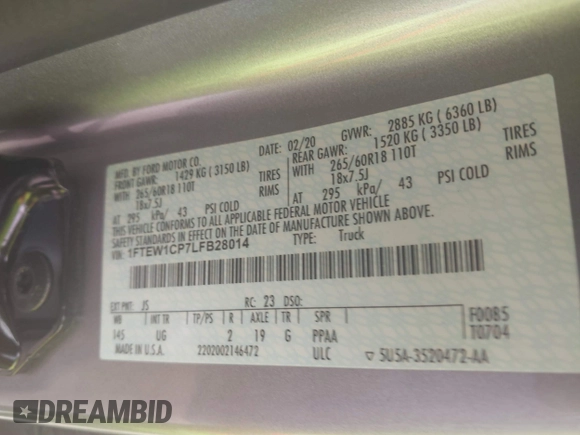 MFD. BY FORD MOTOR CO.
DATE: 02/20 GVWR: 2885 KG ( 6360 LB)
FRONT GAWR: 1429 KG ( 3150 LB)
REAR GAWR: 1520 KG ( 3350 LB)
WITH 265/60R18 110T TIRES
WITH 265/60R18 110T TIRES
18x7.5J RIMS
18x7.5J RIMS
AT 295 kPa/ 43 PSI COLD
AT 295 kPa/ 43 PSI COLD
THIS VEHICLE CONFORMS TO ALL APPLICABLE FEDERAL MOTOR VEHICLE
SAFETY STANDARDS IN EFFECT ON THE DATE OF MANUFACTURE SHOWN ABOVE.
VIN: 1FTEW1CP7LFB28014 TYPE: Truck
EXT PNT: JS RC: 23 DSO:
WB INT TR TP/PS R AXLE TR SPR
145 UG 2 19 G PPAA
F0085
T0704
MADE IN U.S.A. 2202002146472 ULC ▽ 5U5A-3520472-AA
DREAMBID